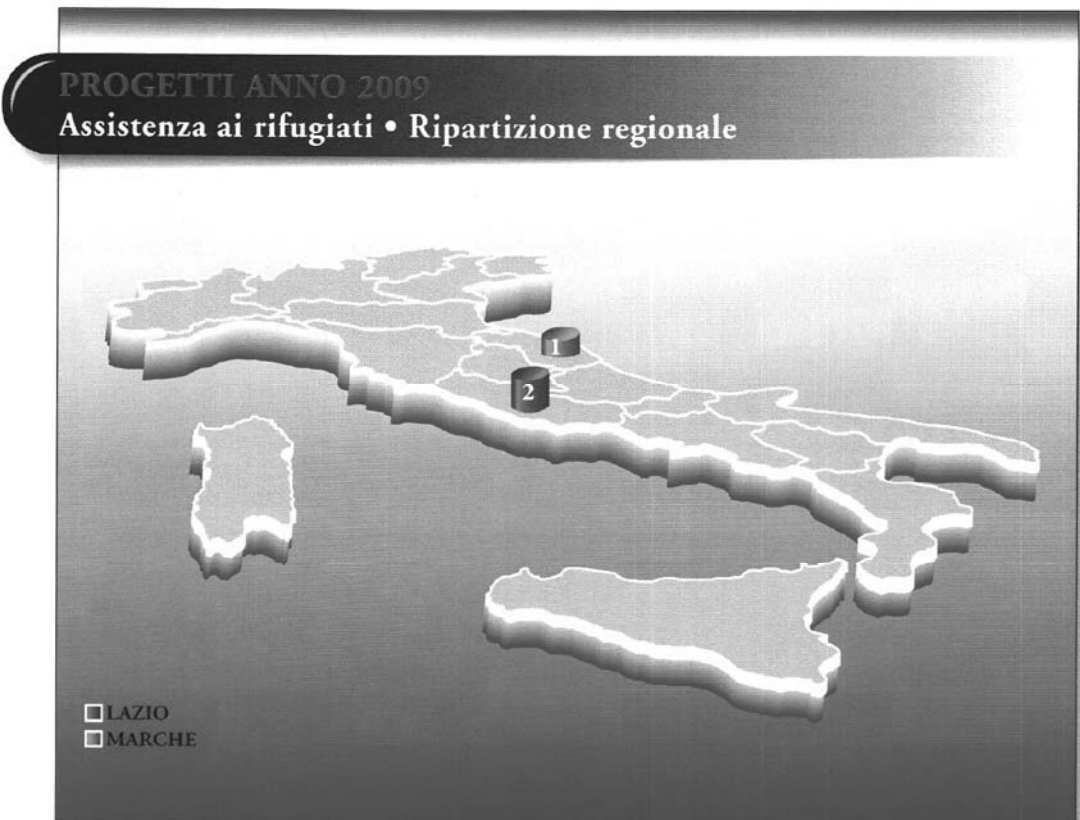 PROGETTI ANNO 2009
Assistenza ai rifugiati • Ripartizione regionale
1
2
LAZIO
MARCHE